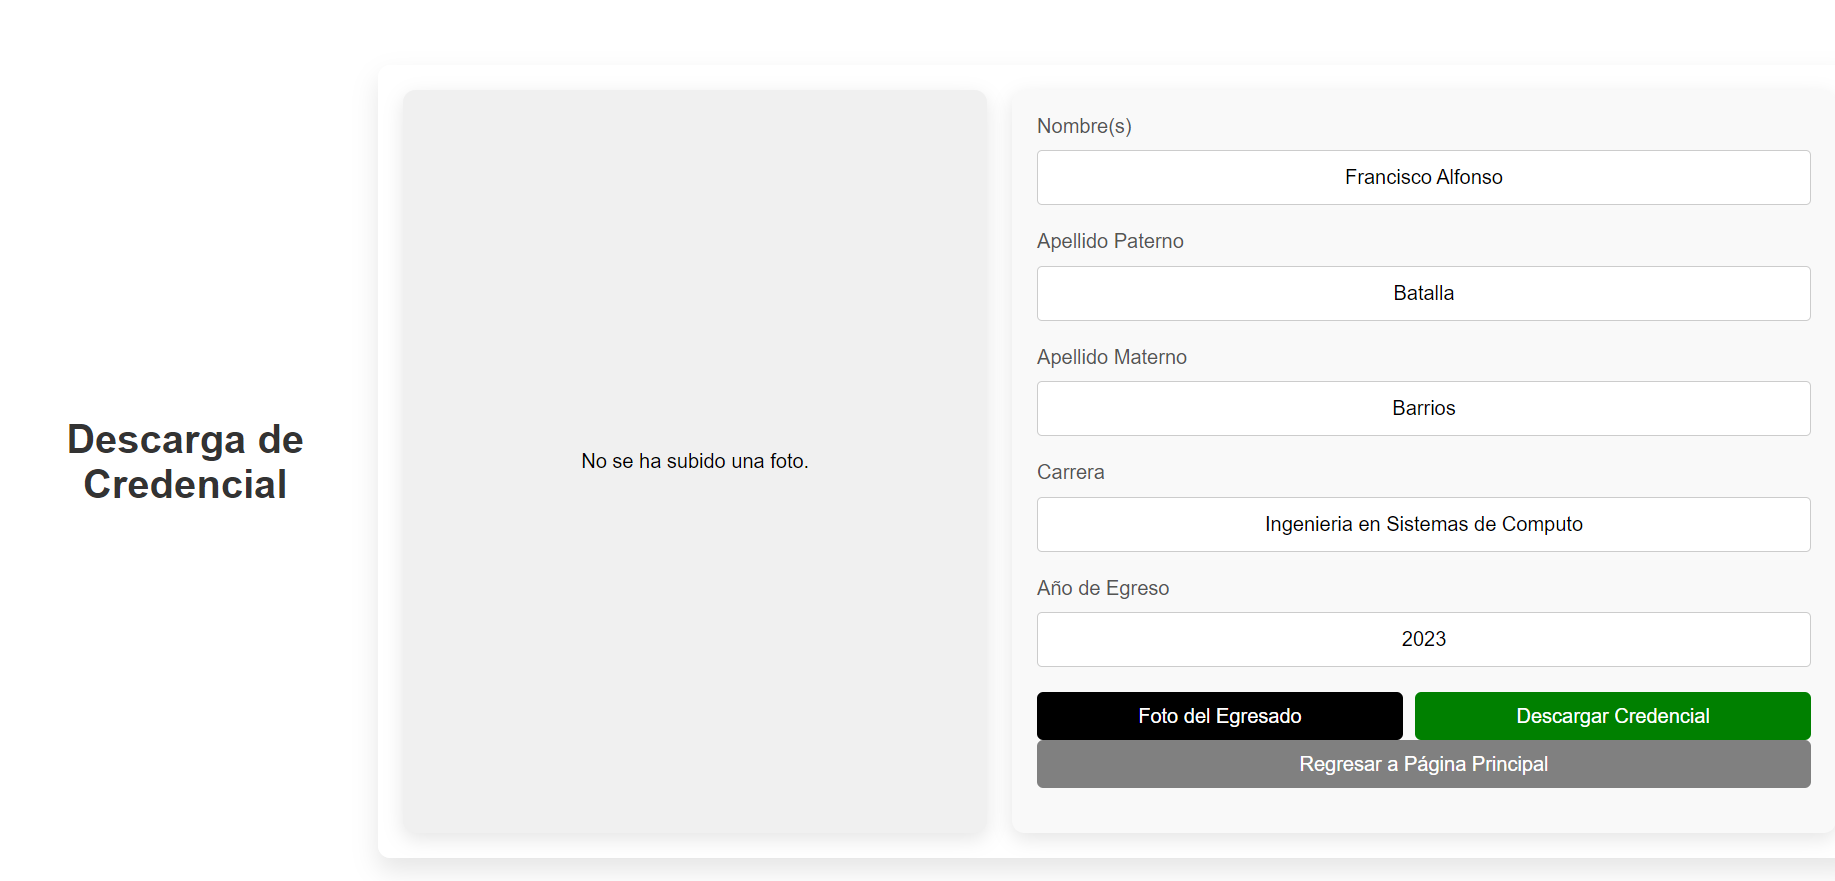 Descarga de
Credencial
No se ha subido una foto.
Nombre(s)
Francisco Alfonso
Apellido Paterno
Batalla
Apellido Materno
Barrios
Carrera
Ingenieria en Sistemas de Computo
Año de Egreso
2023
Foto del Egresado
Descargar Credencial
Regresar a Página Principal